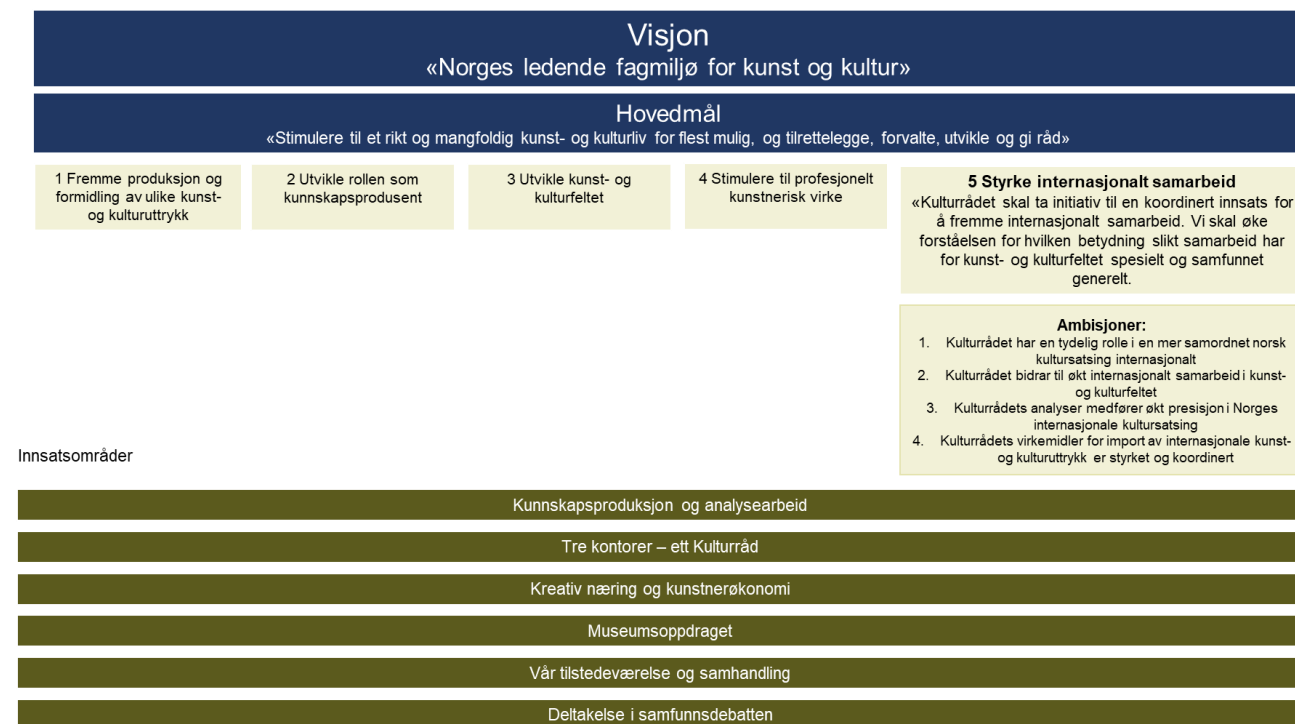 Visjon
«Norges ledende fagmiljø for kunst og kultur»
Hovedmål
«Stimulere til et rikt og mangfoldig kunst- og kulturliv for flest mulig, og tilrettelegge, forvalte, utvikle og gi råd»
1 Fremme produksjon og
formidling av ulike kunst-
og kulturuttrykk
2 Utvikle rollen som
kunnskapsprodusent
3 Utvikle kunst- og
kulturfeltet
4 Stimulere til profesjonelt
kunstnerisk virke
5 Styrke internasjonalt samarbeid
«Kulturrådet skal ta initiativ til en koordinert innsats for
å fremme internasjonalt samarbeid. Vi skal øke
forståelsen for hvilken betydning slikt samarbeid har
for kunst- og kulturfeltet spesielt og samfunnet
generelt.
Ambisjoner:
1. Kulturrådet har en tydelig rolle i en mer samordnet norsk
kultursatsing internasjonalt
2. Kulturrådet bidrar til økt internasjonalt samarbeid i kunst-
og kulturfeltet
3. Kulturrådets analyser medfører økt presisjon i Norges
internasjonale kultursatsing
4. Kulturrådets virkemidler for import av internasjonale kunst-
og kulturuttrykk er styrket og koordinert
Innsatsområder
Kunnskapsproduksjon og analysearbeid
Tre kontorer – ett Kulturråd
Kreativ næring og kunstnerøkonomi
Museumsoppdraget
Vår tilstedeværelse og samhandling
Deltakelse i samfunnsdebatten